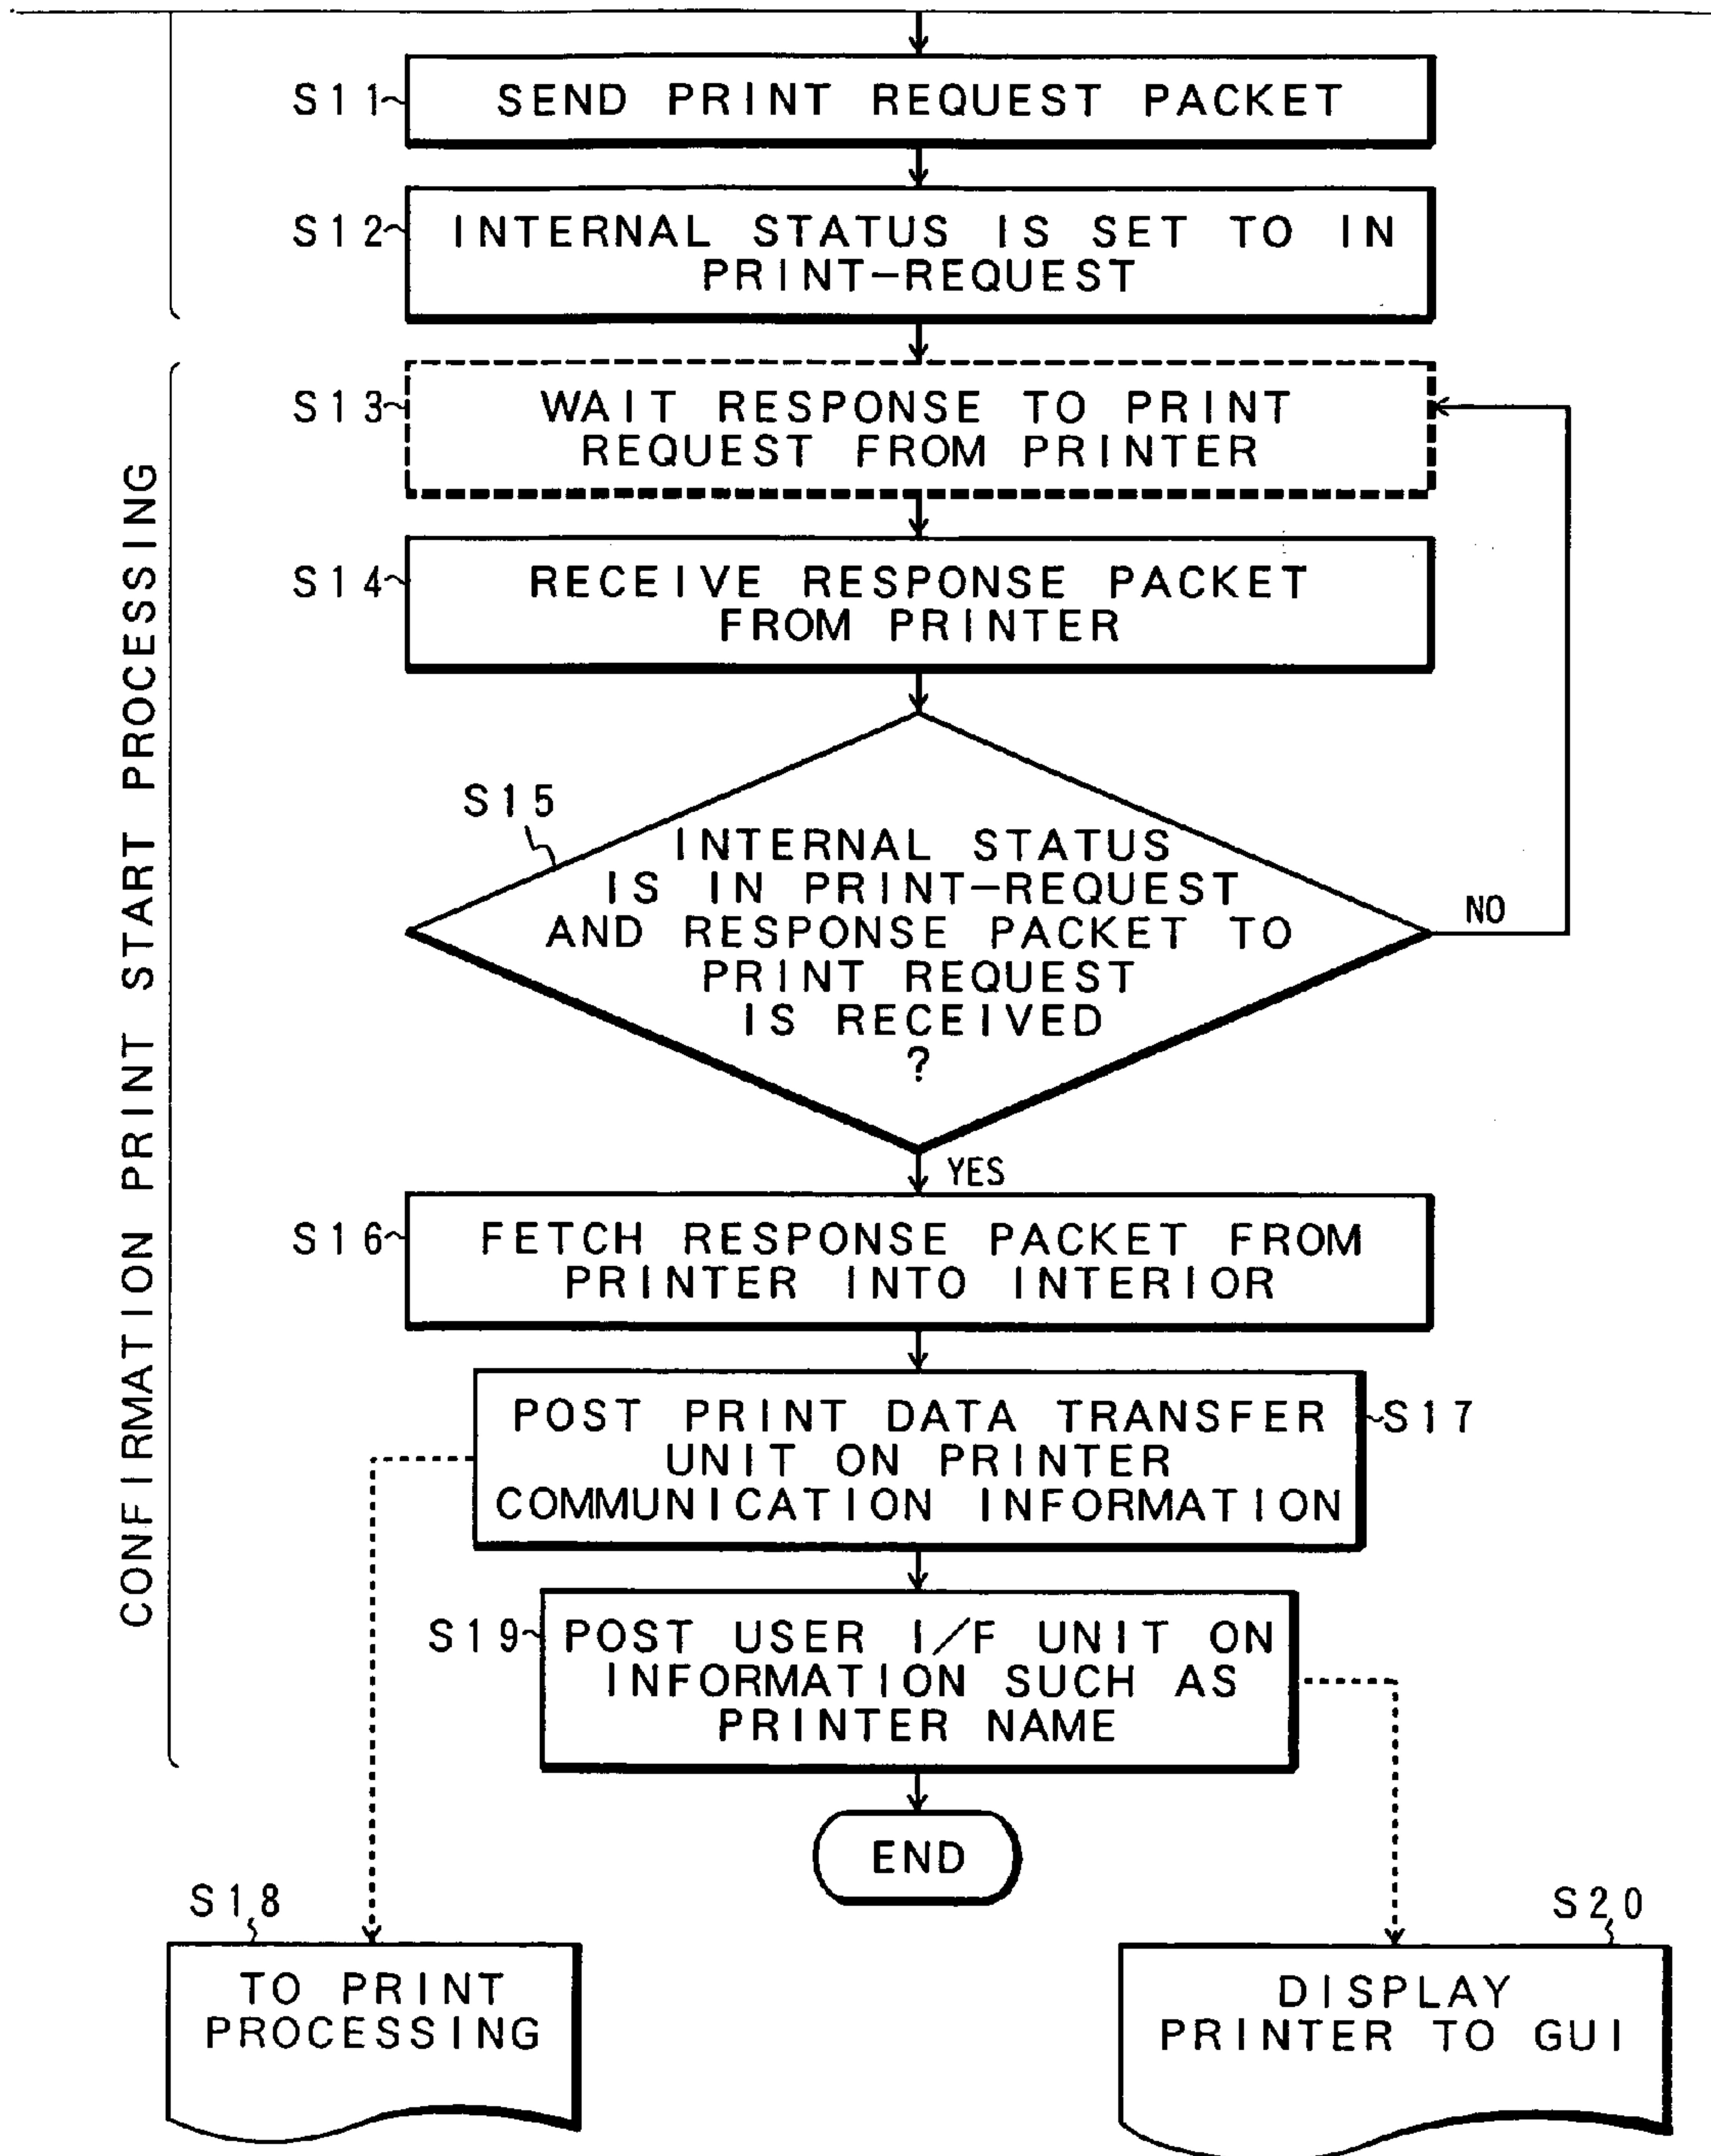 S11
SEND PRINT REQUEST PACKET
S12
INTERNAL STATUS IS SET TO IN
PRINT-REQUEST
CONFIRMATION PRINT START PROCESSING
S13
WAIT RESPONSE TO PRINT
REQUEST FROM PRINTER
S14
RECEIVE RESPONSE PACKET
FROM PRINTER
S15
INTERNAL STATUS
IS IN PRINT-REQUEST
AND RESPONSE PACKET TO
PRINT REQUEST
IS RECEIVED
?
NO
YES
S16
FETCH RESPONSE PACKET FROM
PRINTER INTO INTERIOR
POST PRINT DATA TRANSFER
UNIT ON PRINTER
COMMUNICATION INFORMATION
S17
S19
POST USER I/F UNIT ON
INFORMATION SUCH AS
PRINTER NAME
END
S18
TO PRINT
PROCESSING
S20
DISPLAY
PRINTER TO GUI